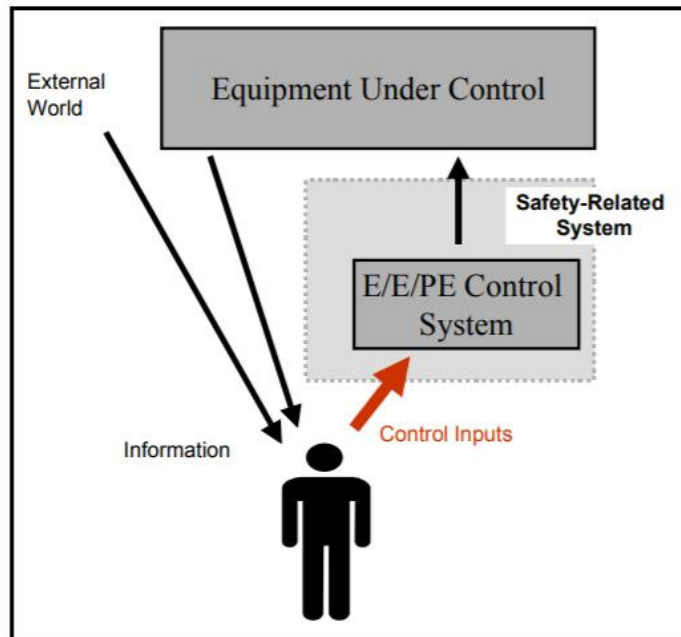 External
World
Equipment Under Control
Safety-Related
System
E/E/PE Control
System
Control Inputs
Information